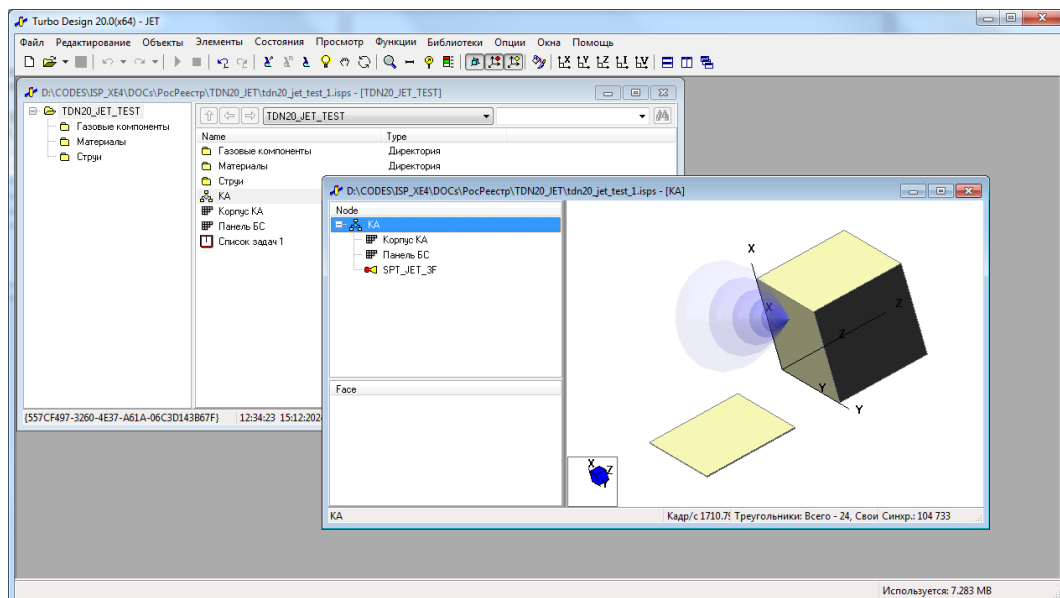 Turbo Design 20.0(x64) - JET
Файл Редактирование Объекты Элементы Состояния Просмотр Функции Библиотеки Опции Окна Помощь
D:\CODES\ISP_XE4\DOCs\РосРеестр\TDN20_JET\tdn20_jet_test_1.isps - [TDN20_JET_TEST]
TDN20_JET_TEST
Газовые компоненты
Материалы
Струи
TDN20_JET_TEST
Name Type
Газовые компоненты Директория
Материалы Директория
Струи
КА
Корпус КА
Панель БС
Список задач 1
{557CF497-3260-4E37-A61A-06C3D143B67F} 12:34:23 15:12:202
D:\CODES\ISP_XE4\DOCs\РосРеестр\TDN20_JET\tdn20_jet_test_1.isps - [КА]
Node
КА
Корпус КА
Панель БС
SPT_JET_3F
Face
X
X
Z
Z
Y
Y
X
Z
Y
КА
Кадр/с 1710.79 Треугольники: Всего - 24, Свои Синхр.: 104 733
Используется: 7.283 MB